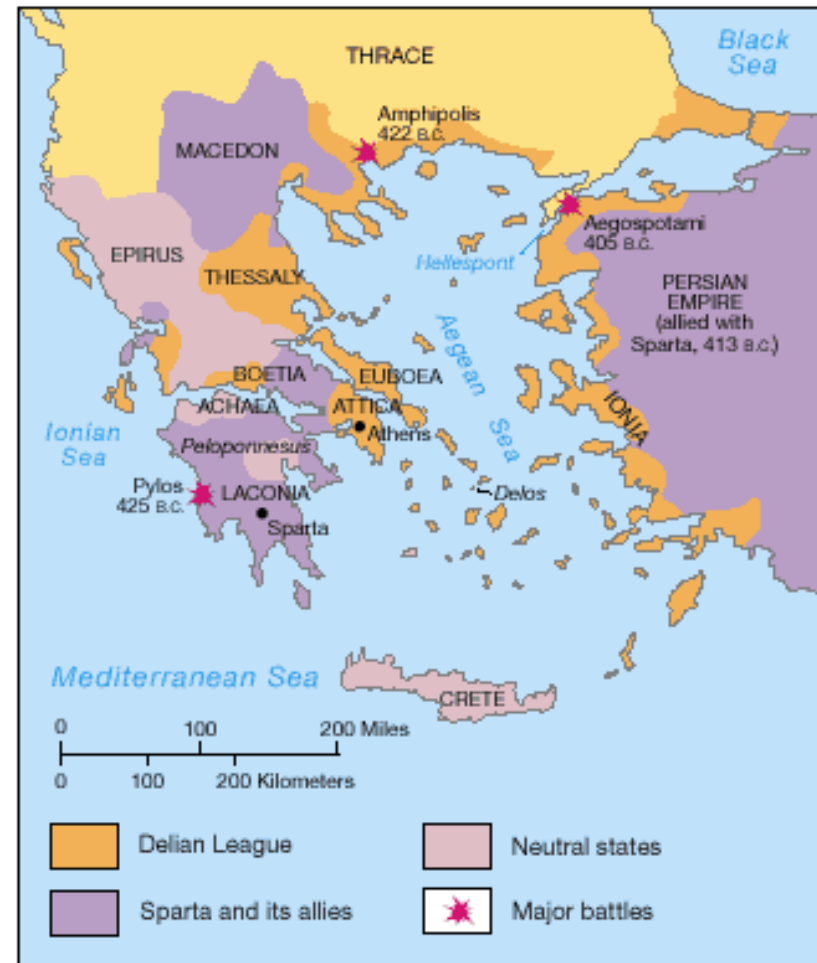 THRACE
Black
Sea
Amphipolis
422 B.C.
MACEDON
Aegospotami
405 B.C.
EPIRUS
Hellespont
THESSALY
PERSIAN
EMPIRE
(allied with
Sparta, 413 B.C.)
Aegean
Sea
BOETIA
EUBOEA
ACHAEA
ATTICA
IONIA
Athens
Ionian
Sea
Peloponnesus
Pylos
425 B.C.
LACONIA
Delos
Sparta
Mediterranean Sea
CRETE
0 100 200 Miles
0 100 200 Kilometers
Delian League
Neutral states
Sparta and its allies
Major battles